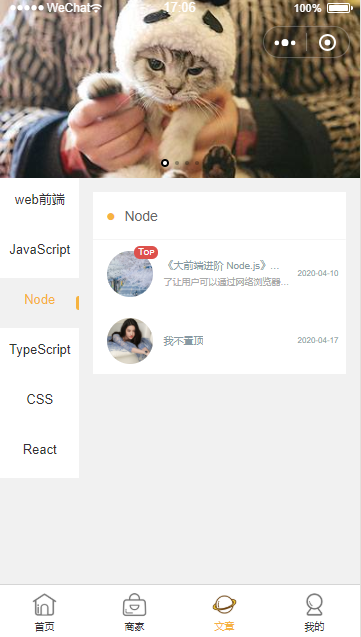 WeChat 17:06 100%
web前端
JavaScript
Node
TypeScript
CSS
React
Node
Top
《大前端进阶 Node.js》...
2020-04-10
了让用户可以通过网络浏览器...
我不置顶
2020-04-17
首页 商家 文章 我的